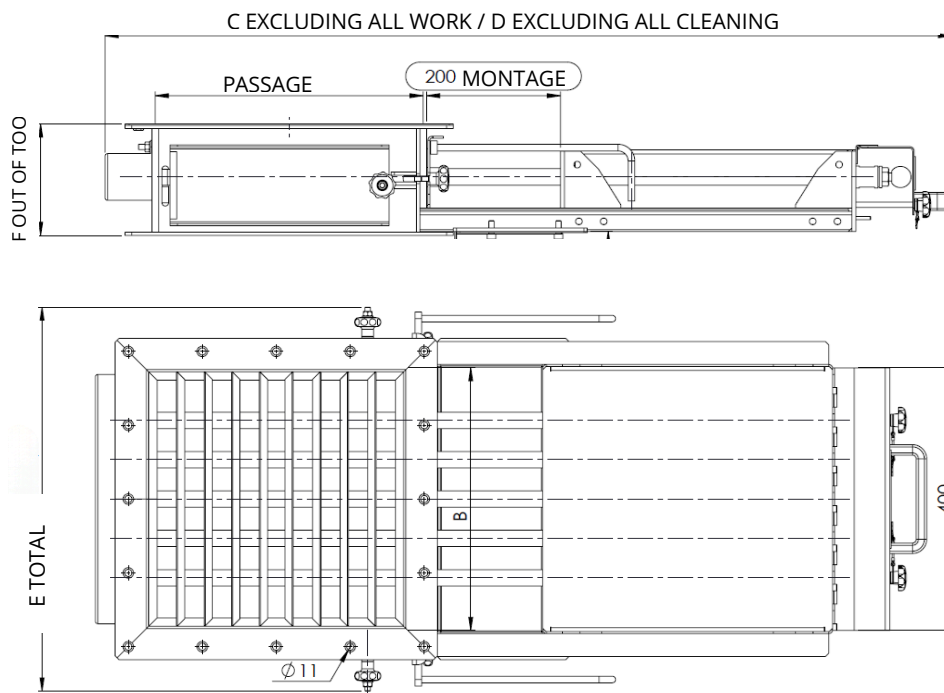 C EXCLUDING ALL WORK / D EXCLUDING ALL CLEANING
PASSAGE
200 MONTAGE
F OUT OF TOO
E TOTAL
B
400
Ø 11